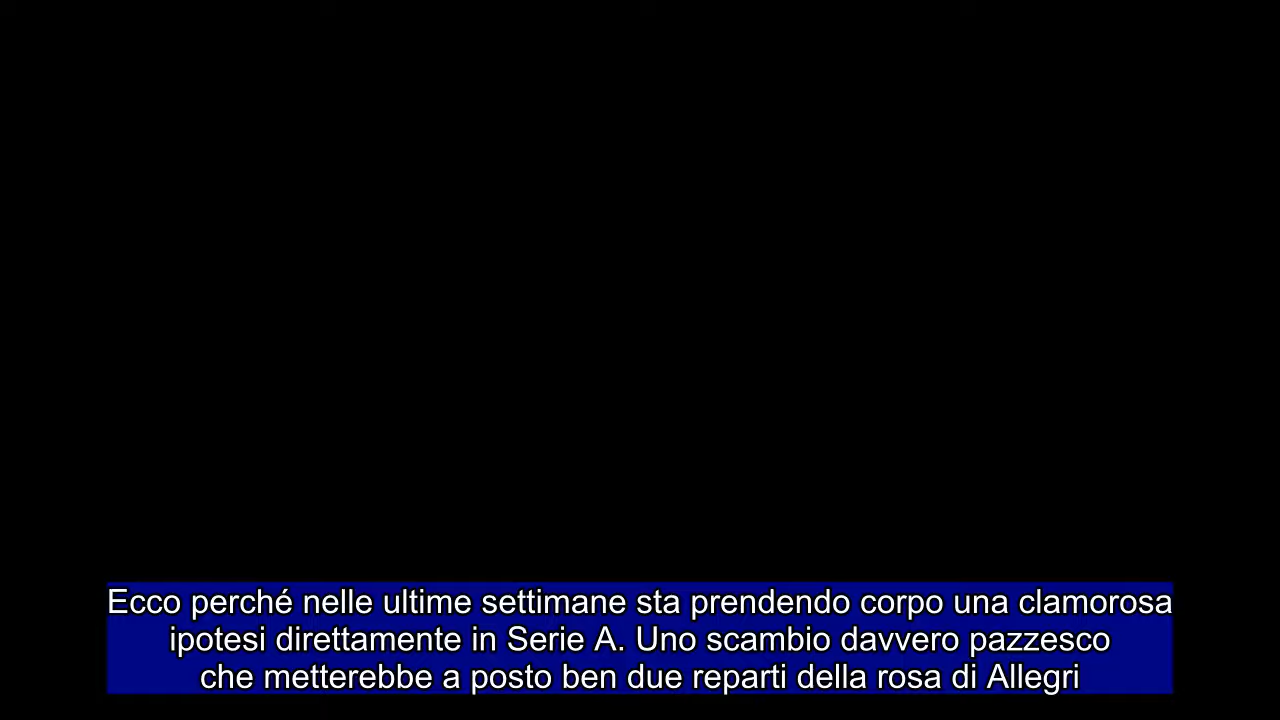 Ecco perché nelle ultime settimane sta prendendo corpo una clamorosa
ipotesi direttamente in Serie A. Uno scambio davvero pazzesco
che metterebbe a posto ben due reparti della rosa di Allegri